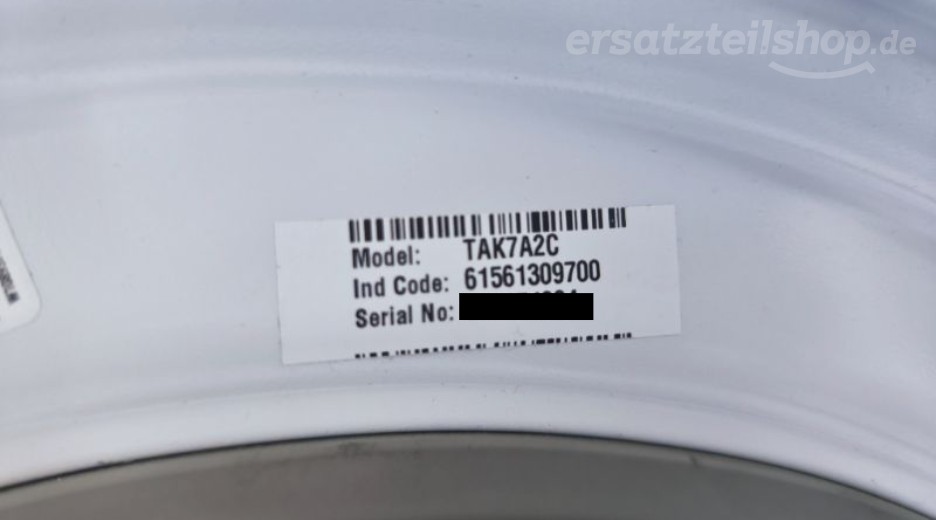 ersatzteilshop.de
Model: TAK7A2C
Ind Code: 61561309700
Serial No: